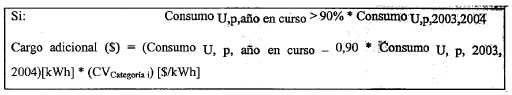 Si: Consumo U,p,año en curso > 90% * Consumo U,p,2003,2004
Cargo adicional ($) = (Consumo U, p, año en curso – 0,90 * Consumo U, p, 2003,
2004)[kWh] * (CVCategoría i) [$/kWh]